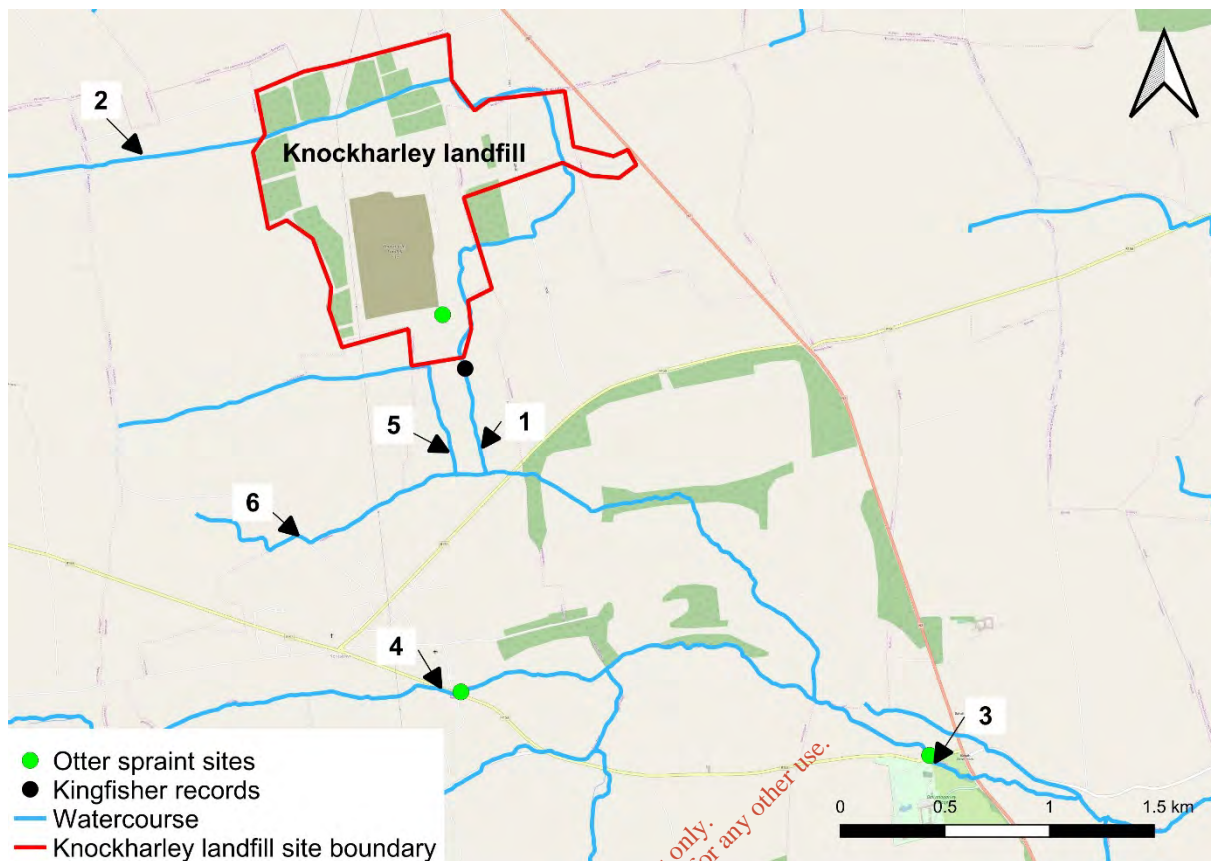 2
Knockharley landfill
5
1
6
4
3
Otter spraint sites
Kingfisher records
Watercourse
Knockharley landfill site boundary
only.
for any other use.
0 0.5 1 1.5 km